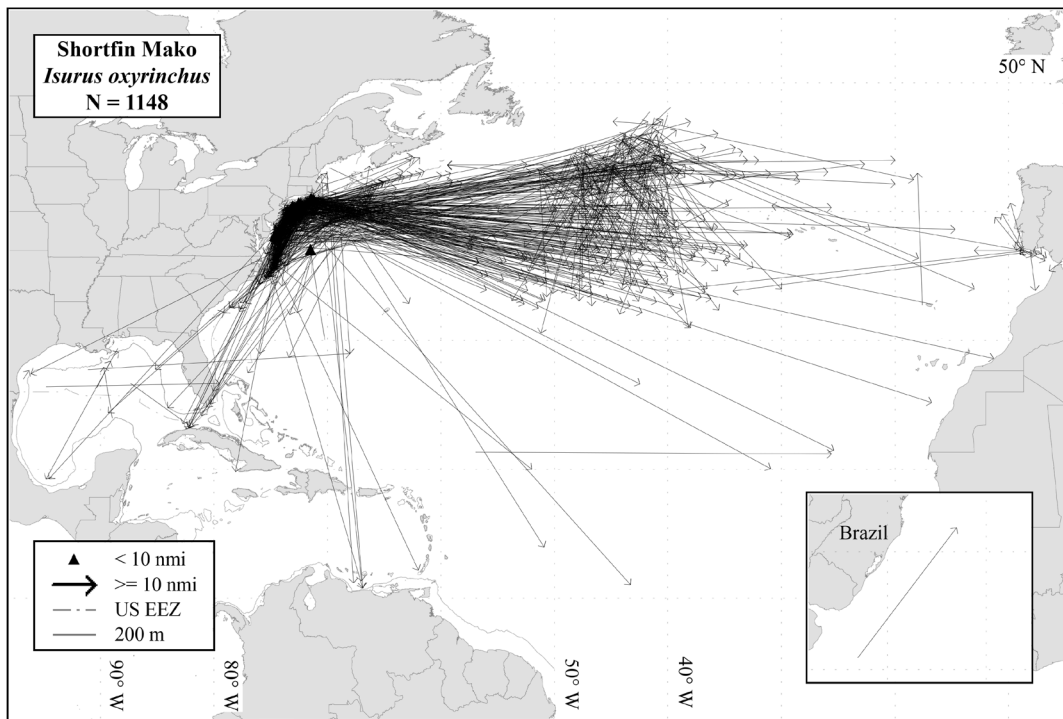 Shortfin Mako
Isurus oxyrinchus
N = 1148
50° N
Brazil
< 10 nmi
>= 10 nmi
US EEZ
200 m
90° W
80° W
50° W
40° W